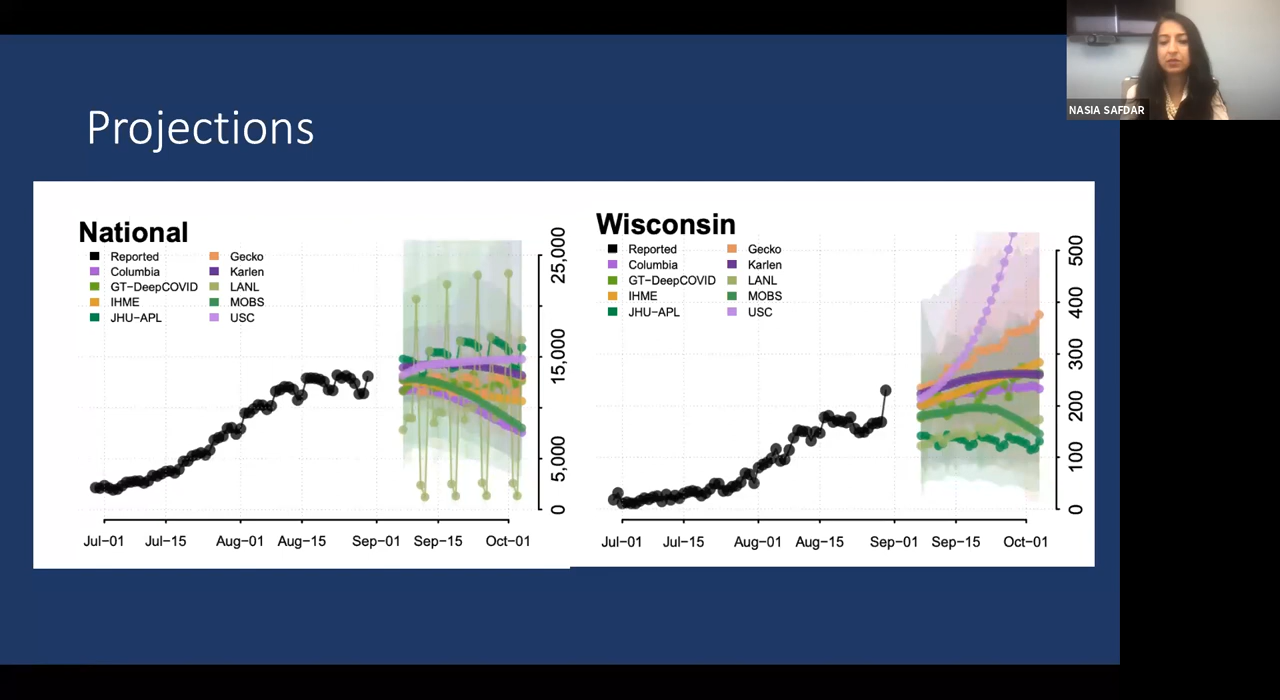 NASIA SAFDAR
Projections
National
Reported
Columbia
GT−DeepCOVID
IHME
JHU−APL
Gecko
Karlen
LANL
MOBS
USC
0
5,000
15,000
25,000
Jul−01
Jul−15
Aug−01
Aug−15
Sep−01
Sep−15
Oct−01
Wisconsin
Reported
Columbia
GT−DeepCOVID
IHME
JHU−APL
Gecko
Karlen
LANL
MOBS
USC
0
100
200
300
400
500
Jul−01
Jul−15
Aug−01
Aug−15
Sep−01
Sep−15
Oct−01